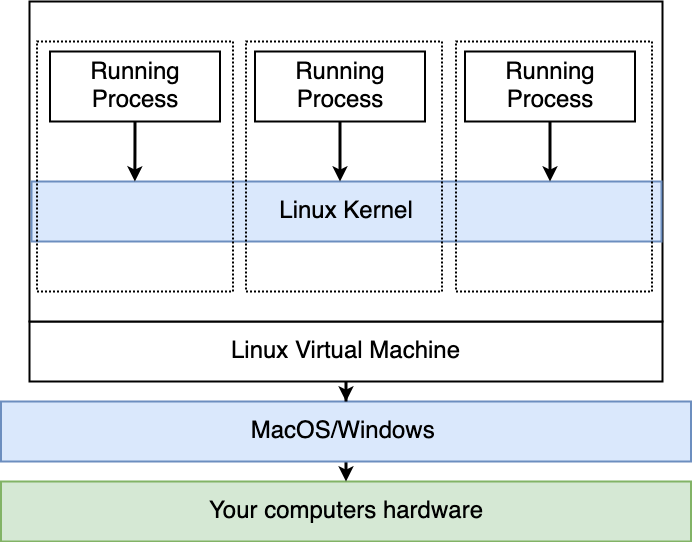 Running
Process
Running
Process
Running
Process
Linux Kernel
Linux Virtual Machine
MacOS/Windows
Your computers hardware